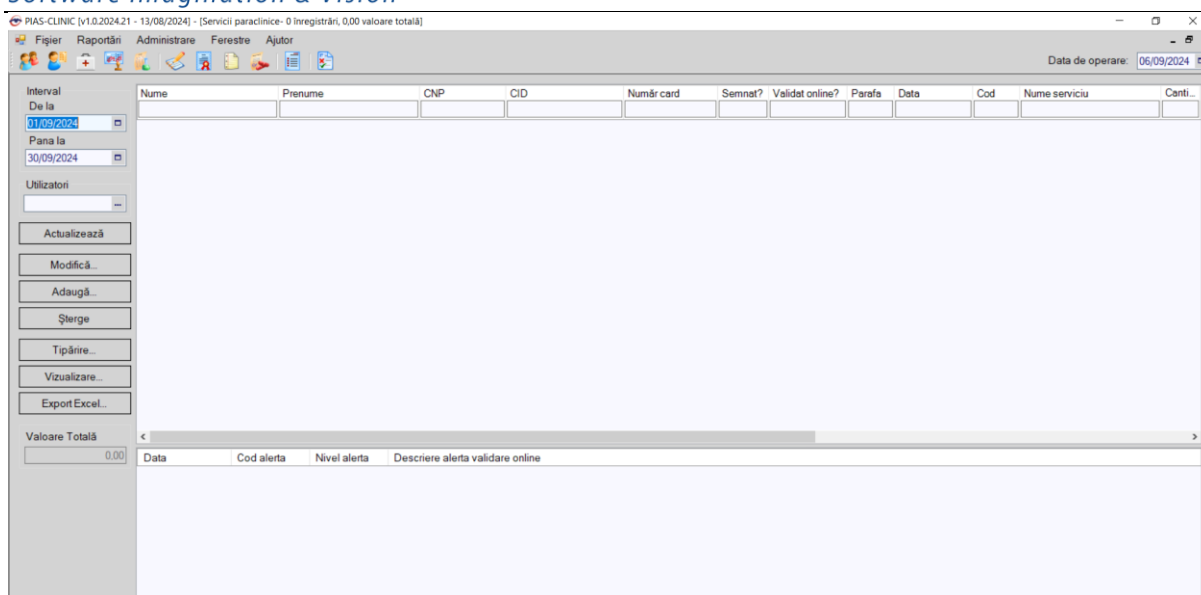 Software Imagination & Vision
PIAS-CLINIC [v1.0.2024.21 - 13/08/2024] - [Servicii paraclinice- 0 înregistrări, 0,00 valoare totală]
Fișier Raportări Administrare Ferestre Ajutor
Data de operare: 06/09/2024
Interval
De la
01/09/2024
Pana la
30/09/2024
Utilizatori
...
Actualizează
Modifică...
Adaugă...
Șterge
Tipărire...
Vizualizare...
Export Excel...
Valoare Totală
0,00
Nume Prenume CNP CID Număr card Semnat? Validat online? Parafa Data Cod Nume serviciu Canti...
Data Cod alerta Nivel alerta Descriere alerta validare online